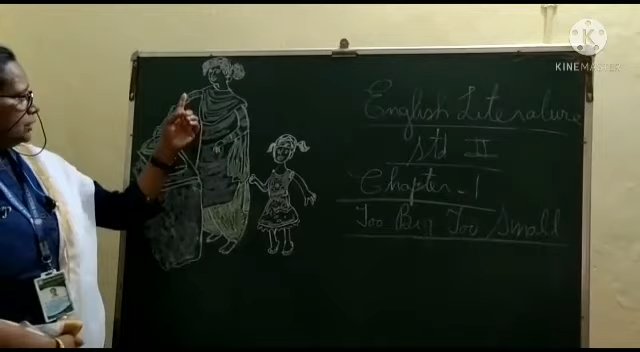 English Literature
std II
Chapter - 1
Too Big Too Small
KINEMASTER